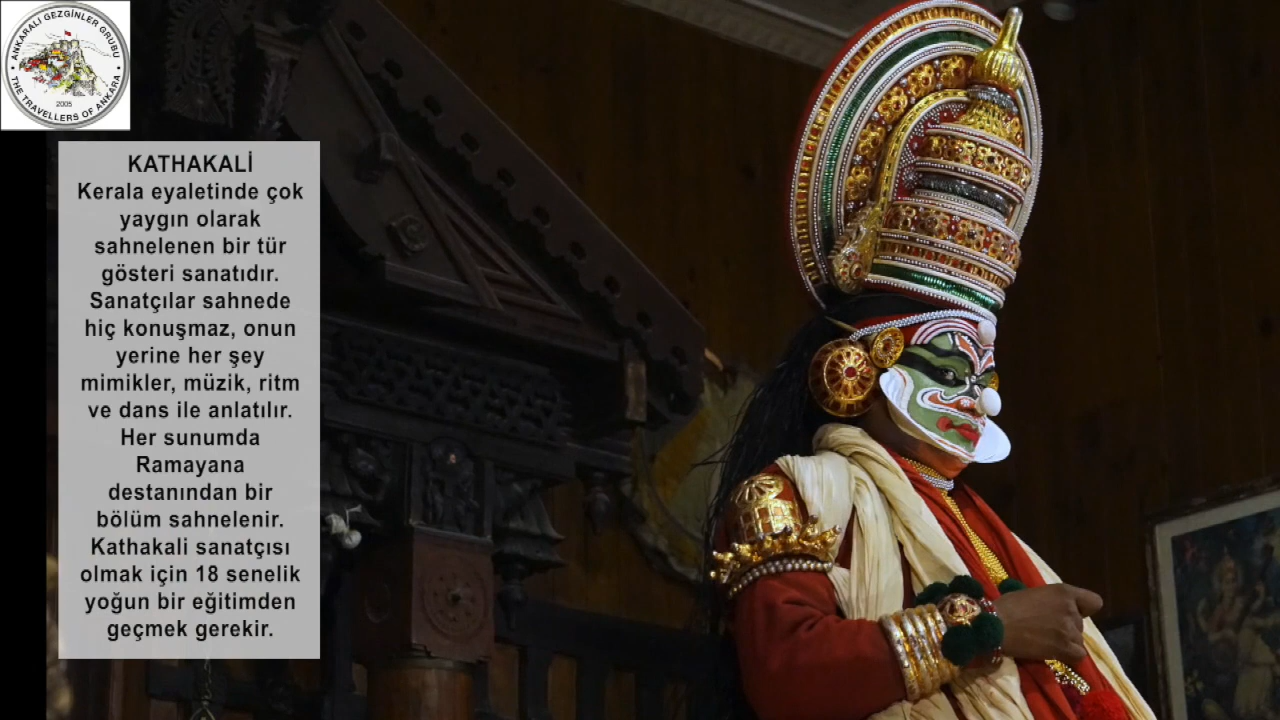 ANKARALI GEZGİNLER GRUBU
2005
THE TRAVELLERS OF ANKARA
KATHAKALİ
Kerala eyaletinde çok
yaygın olarak
sahnelenen bir tür
gösteri sanatıdır.
Sanatçılar sahnede
hiç konuşmaz, onun
yerine her şey
mimikler, müzik, ritm
ve dans ile anlatılır.
Her sunumda
Ramayana
destanından bir
bölüm sahnelenir.
Kathakali sanatçısı
olmak için 18 senelik
yoğun bir eğitimden
geçmek gerekir.